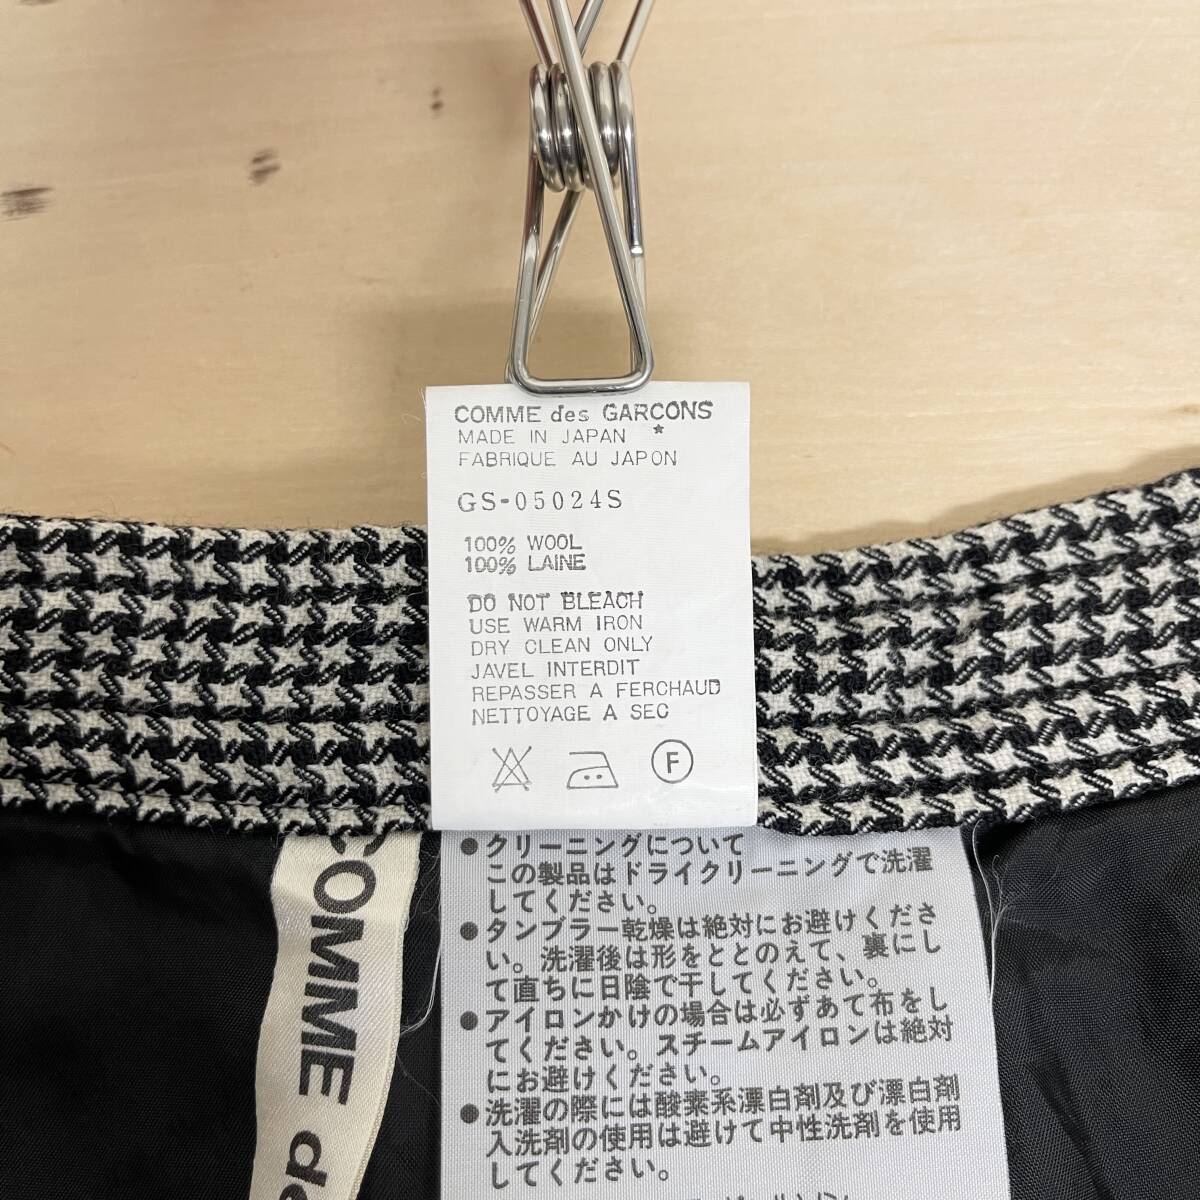 COMME des GARCONS
MADE IN JAPAN *
FABRIQUE AU JAPON
GS-05024S
100% WOOL
100% LAINE
DO NOT BLEACH
USE WARM IRON
DRY CLEAN ONLY
JAVEL INTERDIT
REPASSER A FERCHAUD
NETTOYAGE A SEC
F
COMME de
●クリーニングについて
この製品はドライクリーニングで洗濯
してください。
●タンブラー乾燥は絶対にお避けくださ
い。洗濯後は形をととのえて、裏にし
て直ちに日陰で干してください。
●アイロンかけの場合は必ずあて布をし
てください。スチームアイロンは絶対
にお避けください。
●洗濯の際には酸素系漂白剤及び漂白剤
入洗剤の使用は避けて中性洗剤を使用
してください。